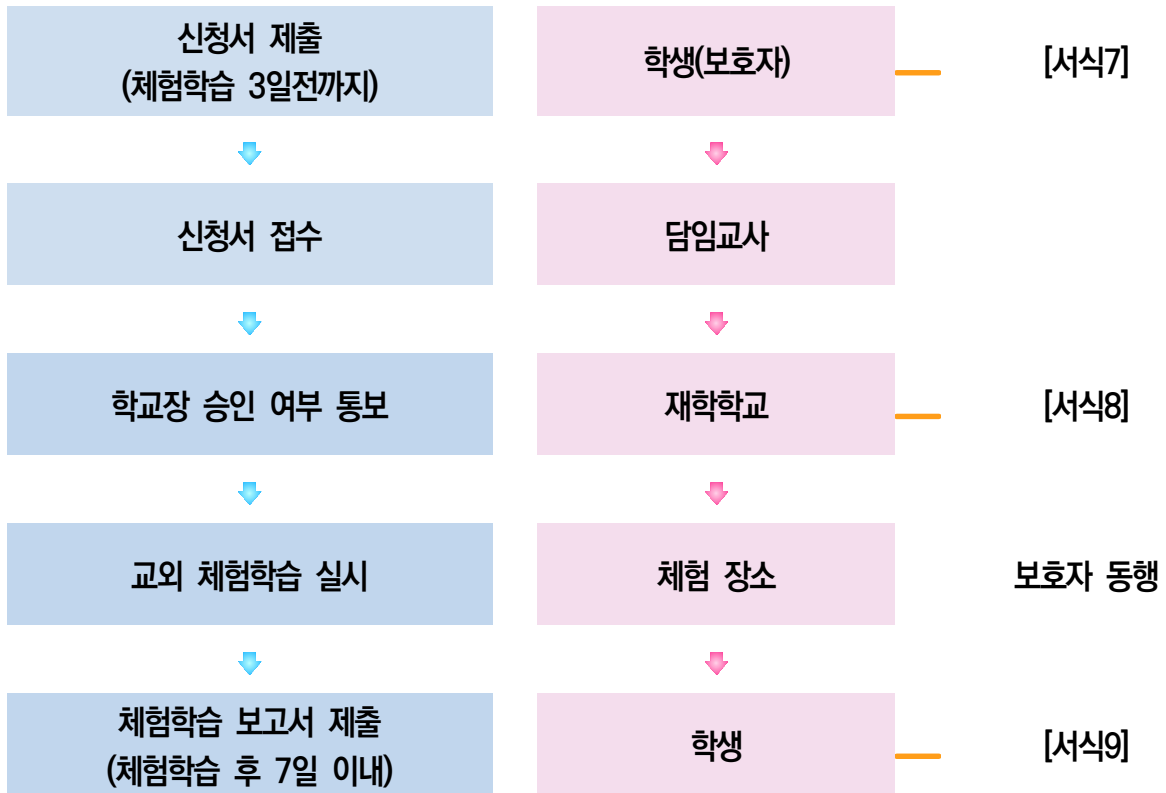 신청서 제출
(체험학습 3일전까지)
학생(보호자)
[서식7]
신청서 접수
담임교사
학교장 승인 여부 통보
재학학교
[서식8]
교외 체험학습 실시
체험 장소
보호자 동행
체험학습 보고서 제출
(체험학습 후 7일 이내)
학생
[서식9]